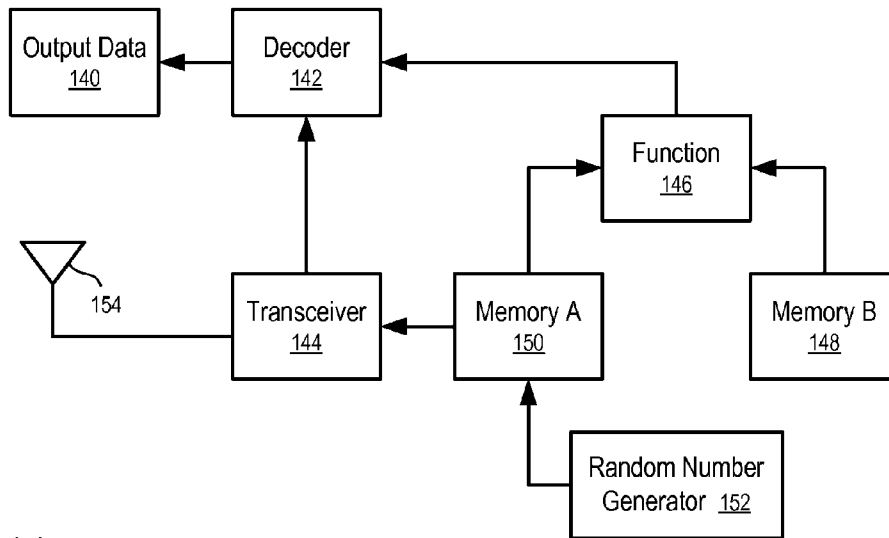 Output Data
140
Decoder
142
Function
146
154
Transceiver
144
Memory A
150
Memory B
148
Random Number
Generator 152